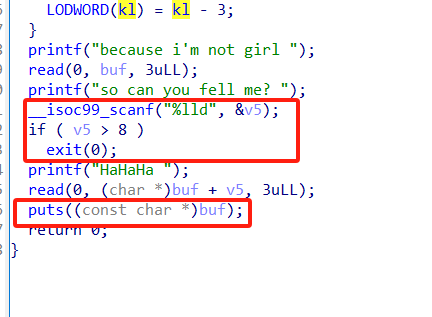 LODWORD(kl) = kl - 3;
}
printf("because i'm not girl ");
read(0, buf, 3uLL);
printf("so can you fell me? ");
__isoc99_scanf("%lld", &v5);
if ( v5 > 8 )
exit(0);
printf("HaHaHa ");
read(0, (char *)buf + v5, 3uLL);
puts((const char *)buf);
return 0;
}